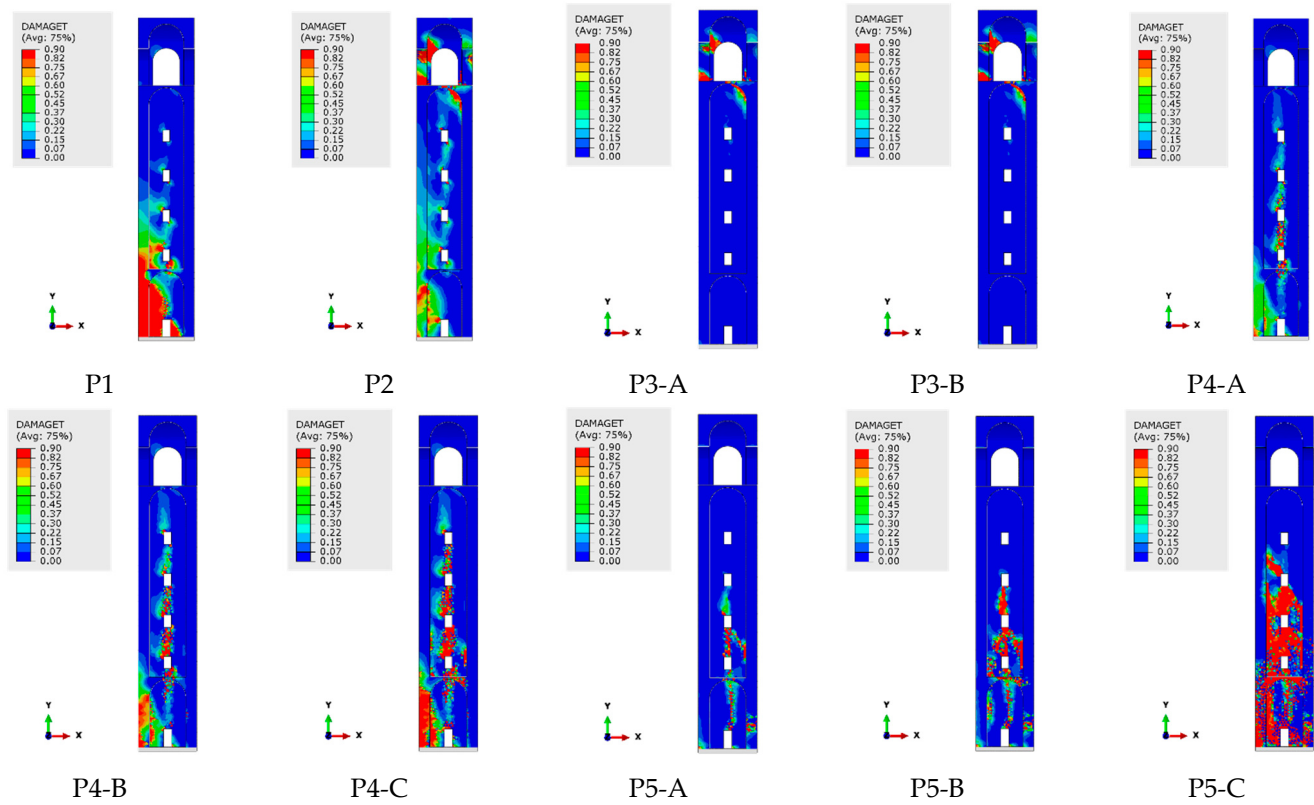 DAMAGET
(Avg: 75%)
0.90
0.82
0.75
0.67
0.60
0.52
0.45
0.37
0.30
0.22
0.15
0.07
0.00
Y
X
P1
DAMAGET
(Avg: 75%)
0.90
0.82
0.75
0.67
0.60
0.52
0.45
0.37
0.30
0.22
0.15
0.07
0.00
Y
X
P2
DAMAGET
(Avg: 75%)
0.90
0.82
0.75
0.67
0.60
0.52
0.45
0.37
0.30
0.22
0.15
0.07
0.00
Y
X
P3-A
DAMAGET
(Avg: 75%)
0.90
0.82
0.75
0.67
0.60
0.52
0.45
0.37
0.30
0.22
0.15
0.07
0.00
Y
X
P3-B
DAMAGET
(Avg: 75%)
0.90
0.82
0.75
0.67
0.60
0.52
0.45
0.37
0.30
0.22
0.15
0.07
0.00
Y
X
P4-A
DAMAGET
(Avg: 75%)
0.90
0.82
0.75
0.67
0.60
0.52
0.45
0.37
0.30
0.22
0.15
0.07
0.00
Y
X
P4-B
DAMAGET
(Avg: 75%)
0.90
0.82
0.75
0.67
0.60
0.52
0.45
0.37
0.30
0.22
0.15
0.07
0.00
Y
X
P4-C
DAMAGET
(Avg: 75%)
0.90
0.82
0.75
0.67
0.60
0.52
0.45
0.37
0.30
0.22
0.15
0.07
0.00
Y
X
P5-A
DAMAGET
(Avg: 75%)
0.90
0.82
0.75
0.67
0.60
0.52
0.45
0.37
0.30
0.22
0.15
0.07
0.00
Y
X
P5-B
DAMAGET
(Avg: 75%)
0.90
0.82
0.75
0.67
0.60
0.52
0.45
0.37
0.30
0.22
0.15
0.07
0.00
Y
X
P5-C